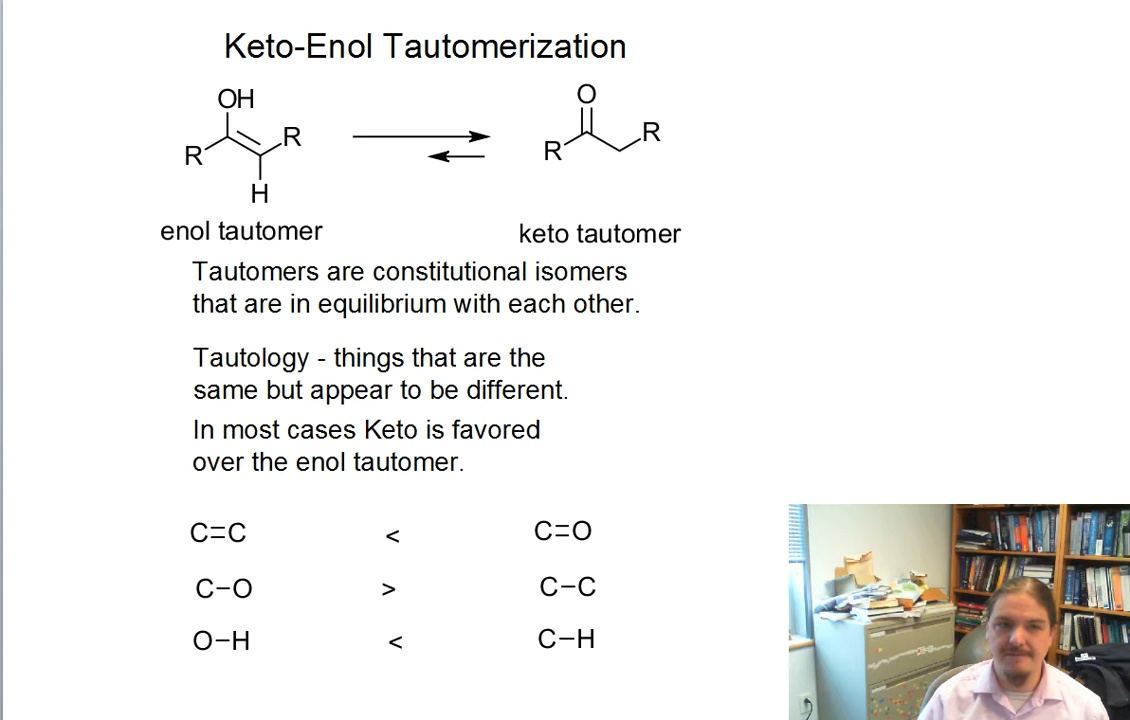 Keto-Enol Tautomerization
OH
R
R
H
O
R
R
enol tautomer
keto tautomer
Tautomers are constitutional isomers
that are in equilibrium with each other.
Tautology - things that are the
same but appear to be different.
In most cases Keto is favored
over the enol tautomer.
C=C < C=O
C−O > C−C
O−H < C−H